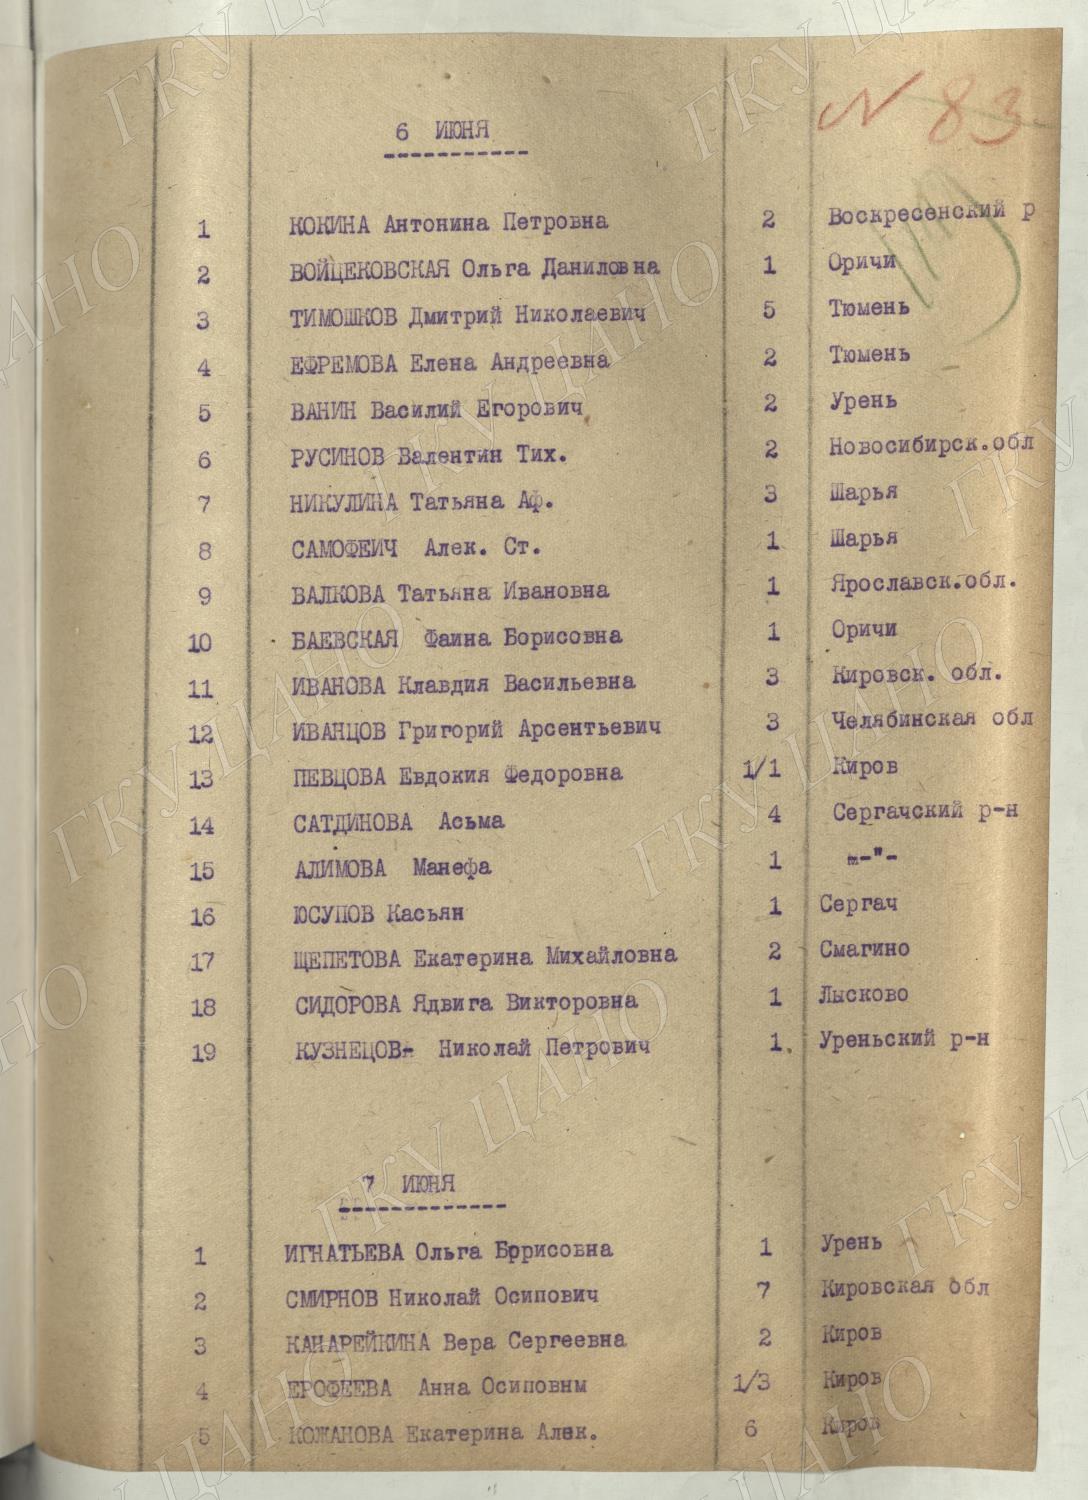 N 83
6 ИЮНЯ
1 КОКИНА Антонина Петровна 2 Воскресенский р
2 ВОЙЦЕКОВСКАЯ Ольга Даниловна 1 Оричи
3 ТИМОШКОВ Дмитрий Николаевич 5 Тюмень
4 ЕФРЕМОВА Елена Андреевна 2 Тюмень
5 ВАНИН Василий Егорович 2 Урень
6 РУСИНОВ Валентин Тих. 2 Новосибирск.обл
7 НИКУЛИНА Татьяна Аф. 3 Шарья
8 САМОФЕИЧ Алек. Ст. 1 Шарья
9 ВАЛКОВА Татьяна Ивановна 1 Ярославск.обл.
10 БАЕВСКАЯ Фаина Борисовна 1 Оричи
11 ИВАНОВА Клавдия Васильевна 3 Кировск. обл.
12 ИВАНЦОВ Григорий Арсентьевич 3 Челябинская обл
13 ПЕВЦОВА Евдокия Федоровна 1/1 Киров
14 САТДИНОВА Асьма 4 Сергачский р-н
15 АЛИМОВА Манефа 1 -"-
16 ЮСУПОВ Касьян 1 Сергач
17 ЩЕПЕТОВА Екатерина Михайловна 2 Смагино
18 СИДОРОВА Ядвига Викторовна 1 Лысково
19 КУЗНЕЦОВ- Николай Петрович 1. Уреньский р-н
7 ИЮНЯ
1 ИГНАТЬЕВА Ольга Борисовна 1 Урень
2 СМИРНОВ Николай Осипович 7 Кировская обл
3 КАНАРЕЙКИНА Вера Сергеевна 2 Киров
4 ЕРОФЕЕВА Анна Осиповны 1/3 Киров
5 КОЖАНОВА Екатерина Алек. 6 Киров
ГКУ ЦАНО